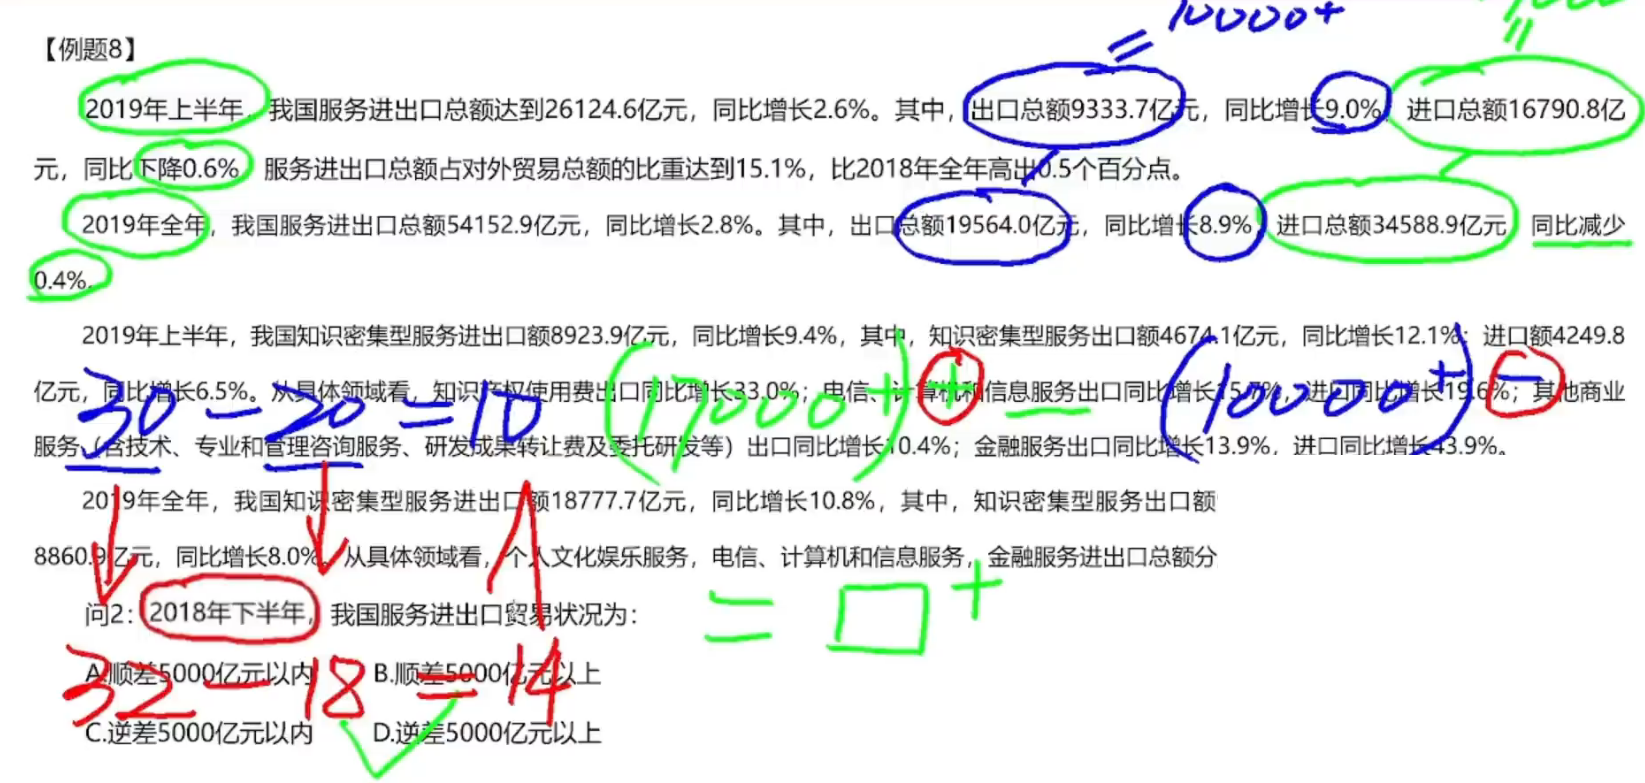 10000+
=
=
【例题8】
2019年上半年，我国服务进出口总额达到26124.6亿元，同比增长2.6%。其中，出口总额9333.7亿元，同比增长9.0%，进口总额16790.8亿
元，同比下降0.6%。服务进出口总额占对外贸易总额的比重达到15.1%，比2018年全年高出0.5个百分点。
2019年全年，我国服务进出口总额54152.9亿元，同比增长2.8%。其中，出口总额19564.0亿元，同比增长8.9%，进口总额34588.9亿元，同比减少
0.4%。
2019年上半年，我国知识密集型服务进出口额8923.9亿元，同比增长9.4%，其中，知识密集型服务出口额4674.1亿元，同比增长12.1%；进口额4249.8
亿元，同比增长6.5%。从具体领域看，知识产权使用费出口同比增长33.0%；电信、计算机和信息服务出口同比增长15.7%，进口同比增长19.6%；其他商业
30-20=10 (17000+)+ - (10000+)-
服务（含技术、专业和管理咨询服务、研发成果转让费及委托研发等）出口同比增长10.4%；金融服务出口同比增长13.9%，进口同比增长43.9%。
2019年全年，我国知识密集型服务进出口额18777.7亿元，同比增长10.8%，其中，知识密集型服务出口额
8860.9亿元，同比增长8.0%。从具体领域看，个人文化娱乐服务，电信、计算机和信息服务，金融服务进出口总额分
问2：2018年下半年，我国服务进出口贸易状况为：
= □+
A.顺差5000亿元以内 B.顺差5000亿元以上
32-18=14
C.逆差5000亿元以内 D.逆差5000亿元以上